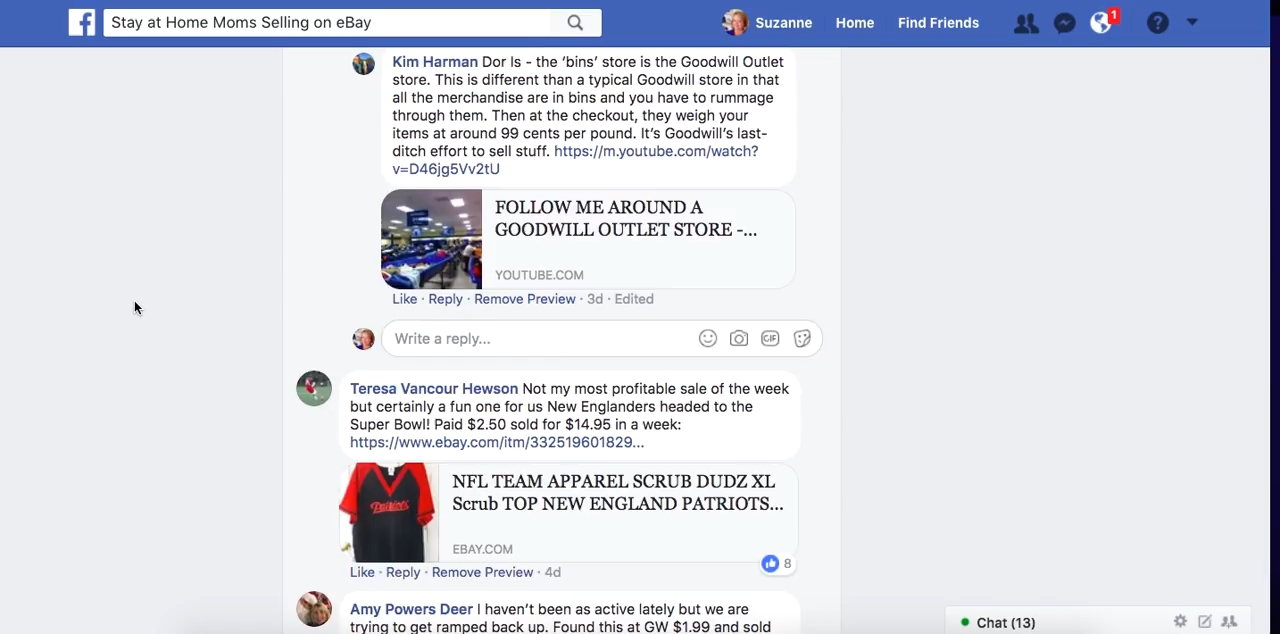 Stay at Home Moms Selling on eBay
Suzanne Home Find Friends 1
Kim Harman Dor Is - the ‘bins’ store is the Goodwill Outlet
store. This is different than a typical Goodwill store in that
all the merchandise are in bins and you have to rummage
through them. Then at the checkout, they weigh your
items at around 99 cents per pound. It’s Goodwill’s last-
ditch effort to sell stuff. https://m.youtube.com/watch?
v=D46jg5Vv2tU
FOLLOW ME AROUND A
GOODWILL OUTLET STORE -...
YOUTUBE.COM
Like · Reply · Remove Preview · 3d · Edited
Write a reply...
GIF
Teresa Vancour Hewson Not my most profitable sale of the week
but certainly a fun one for us New Englanders headed to the
Super Bowl! Paid $2.50 sold for $14.95 in a week:
https://www.ebay.com/itm/332519601829...
Patriots
NFL TEAM APPAREL SCRUB DUDZ XL
Scrub TOP NEW ENGLAND PATRIOTS...
EBAY.COM
8
Like · Reply · Remove Preview · 4d
Amy Powers Deer I haven’t been as active lately but we are
trying to get ramped back up. Found this at GW $1.99 and sold
Chat (13)